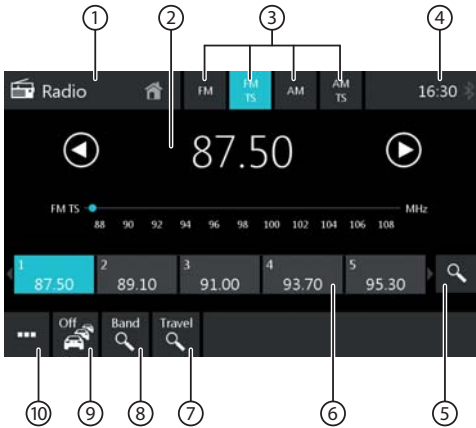 ① ② ③ ④
Radio FM FM TS AM AM TS 16:30
87.50
FM TS MHz
88 90 92 94 96 98 100 102 104 106 108
1 87.50 2 89.10 3 91.00 4 93.70 5 95.30
Off Band Travel
⑩ ⑨ ⑧ ⑦ ⑥ ⑤